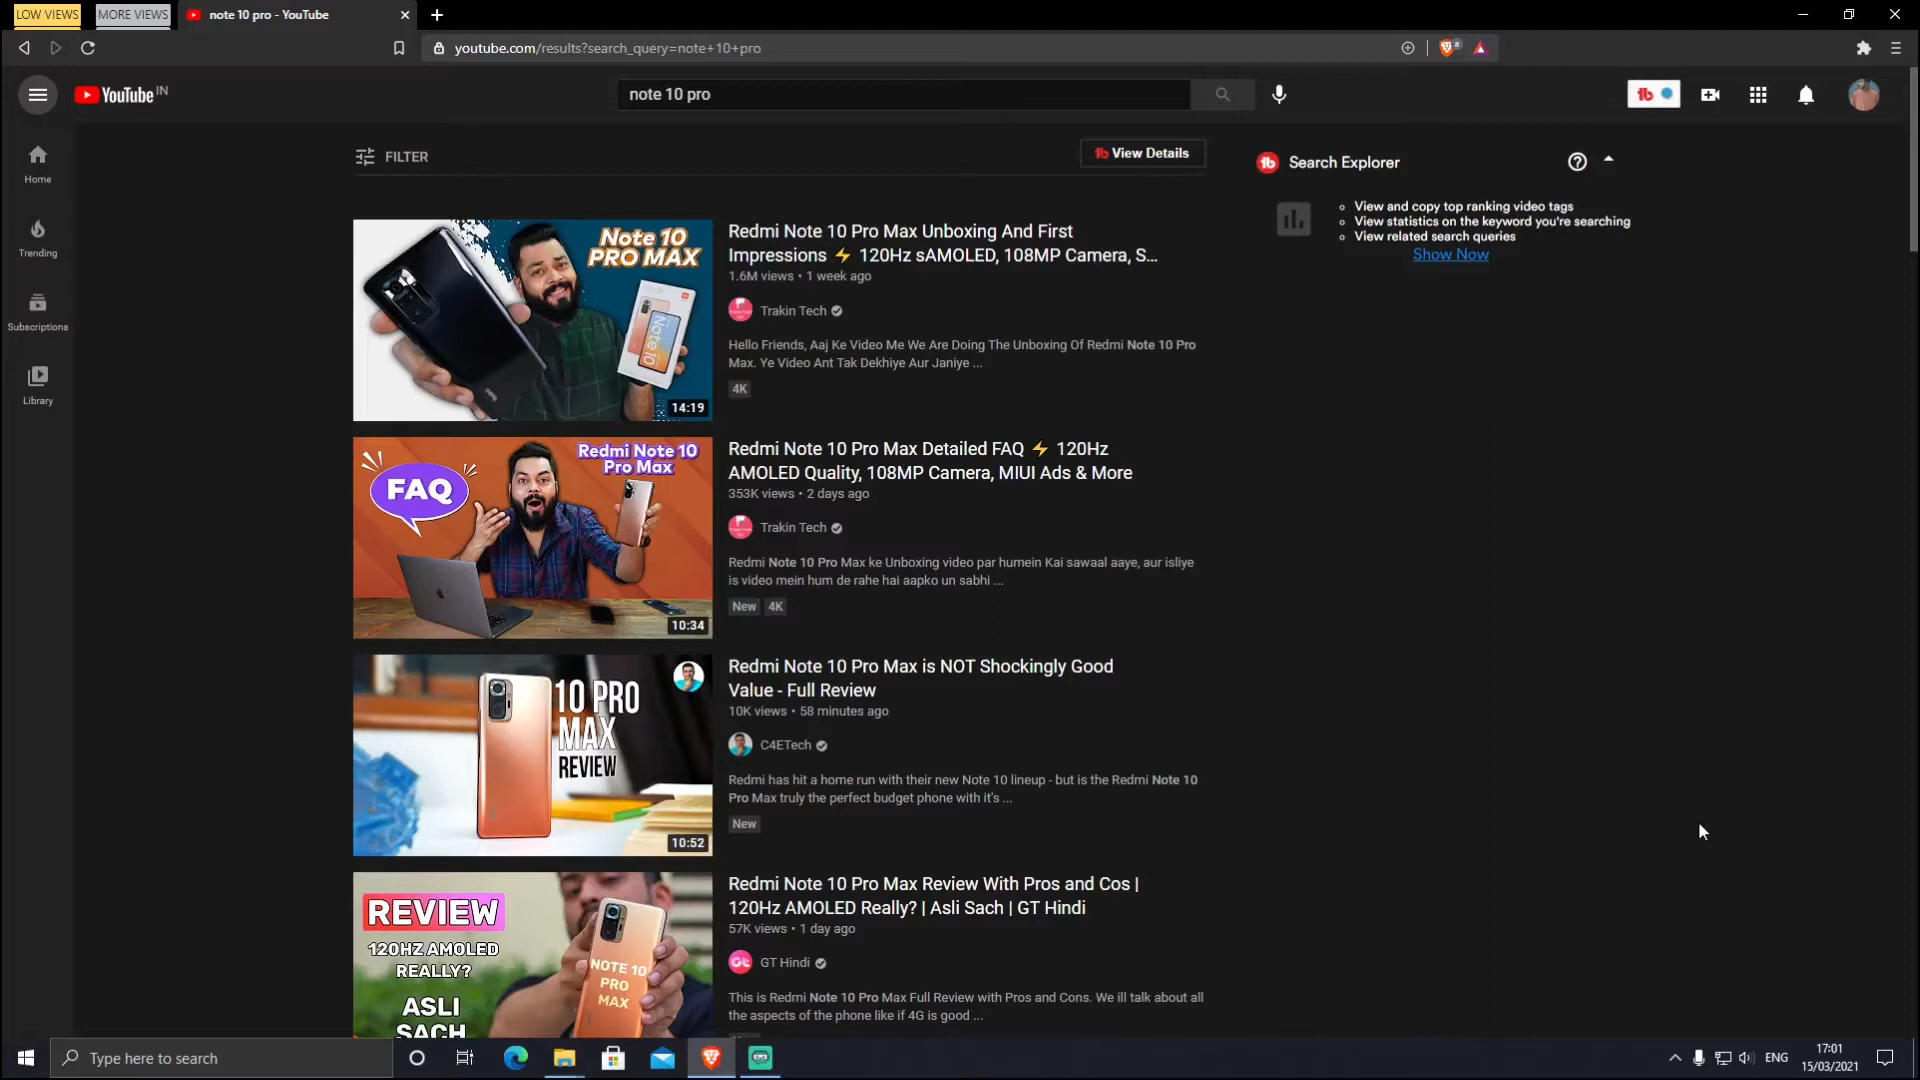 LOW VIEWS
MORE VIEWS
note 10 pro - YouTube
youtube.com/results?search_query=note+10+pro
YouTube IN
note 10 pro
Home
Trending
Subscriptions
Library
FILTER
View Details
Search Explorer
View and copy top ranking video tags
View statistics on the keyword you're searching
View related search queries
Show Now
Note 10
PRO MAX
Note 10
14:19
Redmi Note 10 Pro Max Unboxing And First
Impressions ⚡ 120Hz sAMOLED, 108MP Camera, S...
1.6M views • 1 week ago
Trakin Tech
Hello Friends, Aaj Ke Video Me We Are Doing The Unboxing Of Redmi Note 10 Pro
Max. Ye Video Ant Tak Dekhiye Aur Janiye ...
4K
Redmi Note 10
Pro Max
FAQ
10:34
Redmi Note 10 Pro Max Detailed FAQ ⚡ 120Hz
AMOLED Quality, 108MP Camera, MIUI Ads & More
353K views • 2 days ago
Trakin Tech
Redmi Note 10 Pro Max ke Unboxing video par humein Kai sawaal aaye, aur isliye
is video mein hum de rahe hai aapko un sabhi ...
New 4K
10 PRO
MAX
REVIEW
10:52
Redmi Note 10 Pro Max is NOT Shockingly Good
Value - Full Review
10K views • 58 minutes ago
C4ETech
Redmi has hit a home run with their new Note 10 lineup - but is the Redmi Note 10
Pro Max truly the perfect budget phone with it's ...
New
REVIEW
120HZ AMOLED
REALLY?
ASLI
SACH
NOTE 10
PRO
MAX
Redmi Note 10 Pro Max Review With Pros and Cos |
120Hz AMOLED Really? | Asli Sach | GT Hindi
57K views • 1 day ago
GT Hindi
This is Redmi Note 10 Pro Max Full Review with Pros and Cons. We ill talk about all
the aspects of the phone like if 4G is good ...
Type here to search
ENG
17:01
15/03/2021